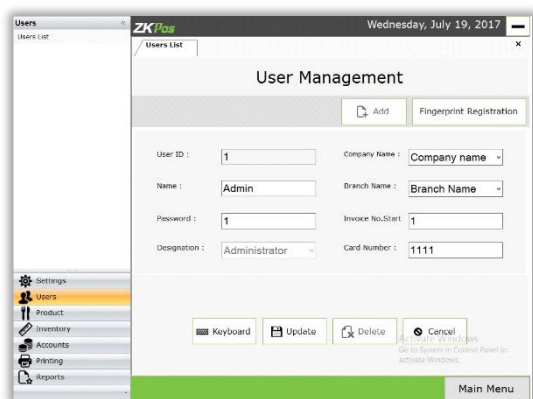 Users
Users List
ZKPos
Wednesday, July 19, 2017
Users List
x
User Management
Add
Fingerprint Registration
User ID : 1
Company Name : Company name
Name : Admin
Branch Name : Branch Name
Password : 1
Invoice No.Start 1
Designation : Administrator
Card Number : 1111
Settings
Users
Product
Inventory
Accounts
Printing
Reports
Keyboard
Update
Delete
Cancel
Activate Windows
Go to System in Control Panel to
activate Windows.
Main Menu